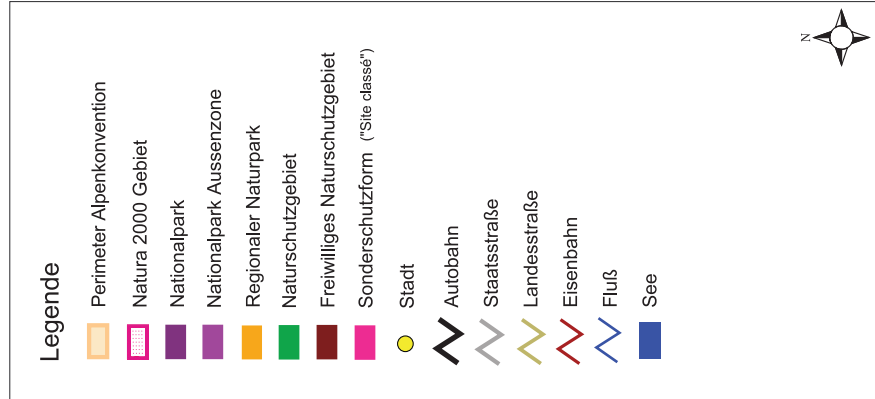 Legende
Perimeter Alpenkonvention
Natura 2000 Gebiet
Nationalpark
Nationalpark Aussenzone
Regionaler Naturpark
Naturschutzgebiet
Freiwilliges Naturschutzgebiet
Sonderschutzform ("Site classé")
Stadt
Autobahn
Staatsstraße
Landesstraße
Eisenbahn
Fluß
See
N